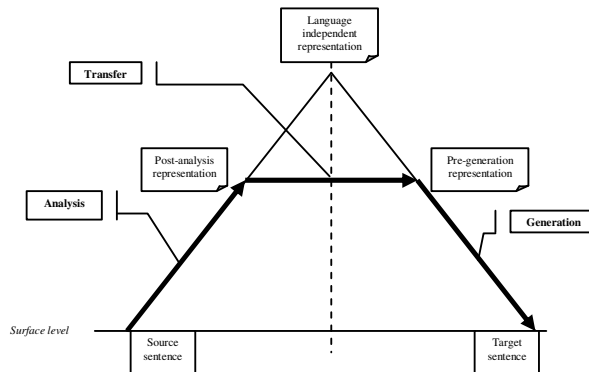 Language
independent
representation
Transfer
Post-analysis
representation
Pre-generation
representation
Analysis
Generation
Surface level
Source
sentence
Target
sentence